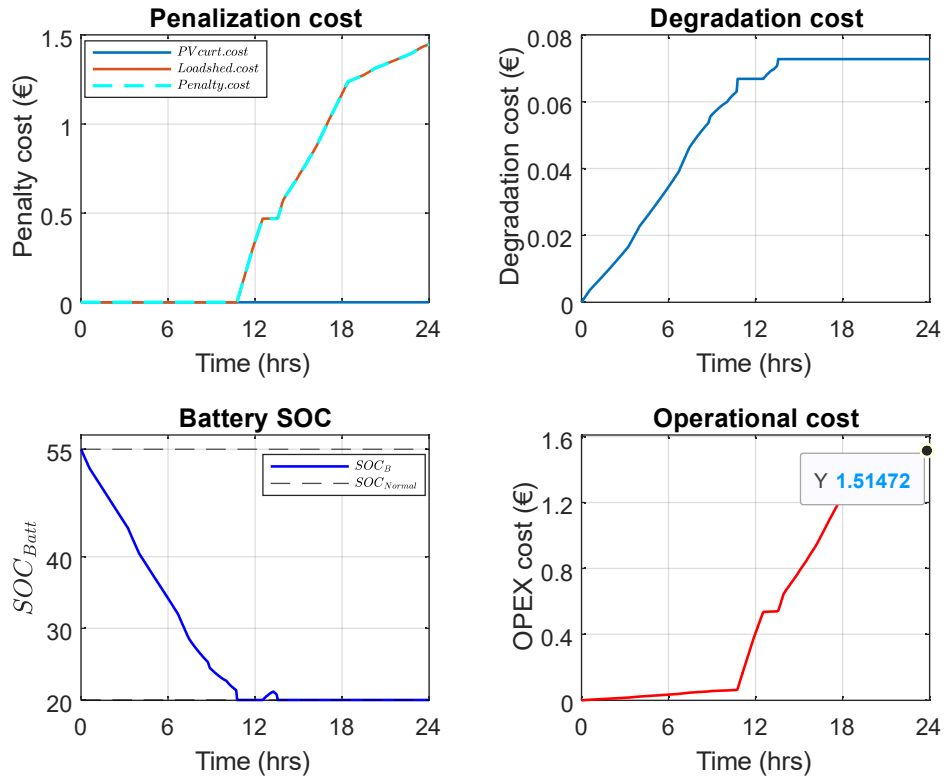 Penalization cost
1.5
1
0.5
0
Penalty cost (€)
PVcurt.cost
Loadshed.cost
Penalty.cost
0 6 12 18 24
Time (hrs)
Degradation cost
0.08
0.06
0.04
0.02
0
Degradation cost (€)
0 6 12 18 24
Time (hrs)
Battery SOC
55
40
30
20
SOC_Batt
SOC_B
SOC_Normal
0 6 12 18 24
Time (hrs)
Operational cost
1.6
1.2
0.8
0.4
0
OPEX cost (€)
Y 1.51472
0 6 12 18 24
Time (hrs)